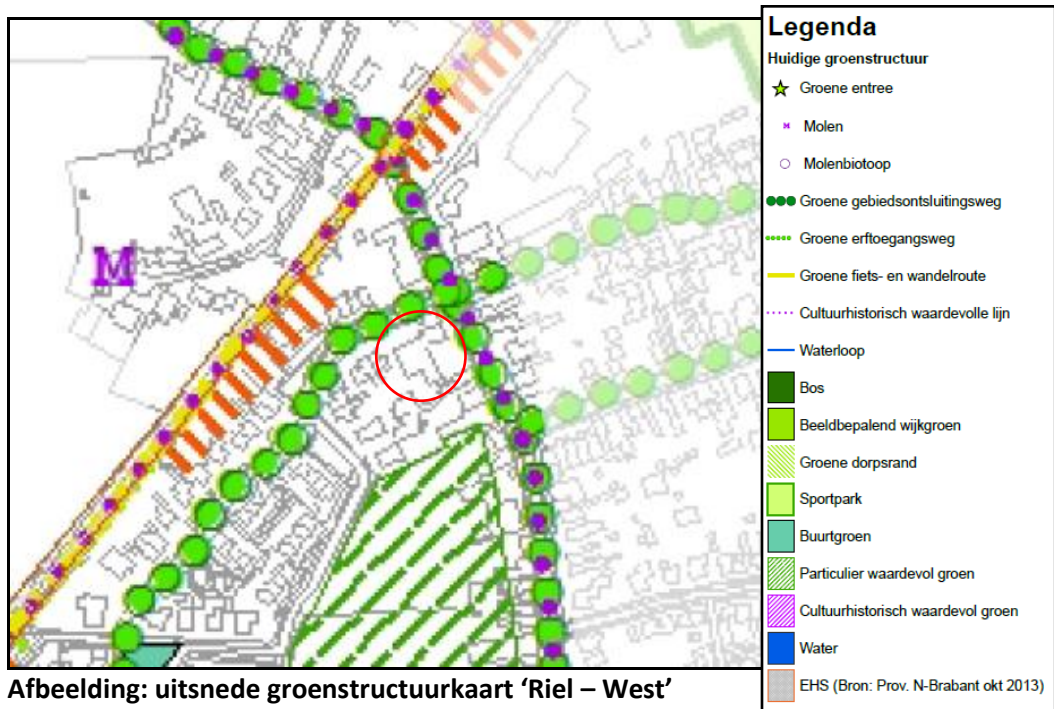 M
Afbeelding: uitsnede groenstructuurkaart ‘Riel – West’
Legenda
Huidige groenstructuur
Groene entree
M Molen
Molenbiotoop
Groene gebiedsontsluitingsweg
Groene erftoegangsweg
Groene fiets- en wandelroute
Cultuurhistorisch waardevolle lijn
Waterloop
Bos
Beeldbepalend wijkgroen
Groene dorpsrand
Sportpark
Buurtgroen
Particulier waardevol groen
Cultuurhistorisch waardevol groen
Water
EHS (Bron: Prov. N-Brabant okt 2013)